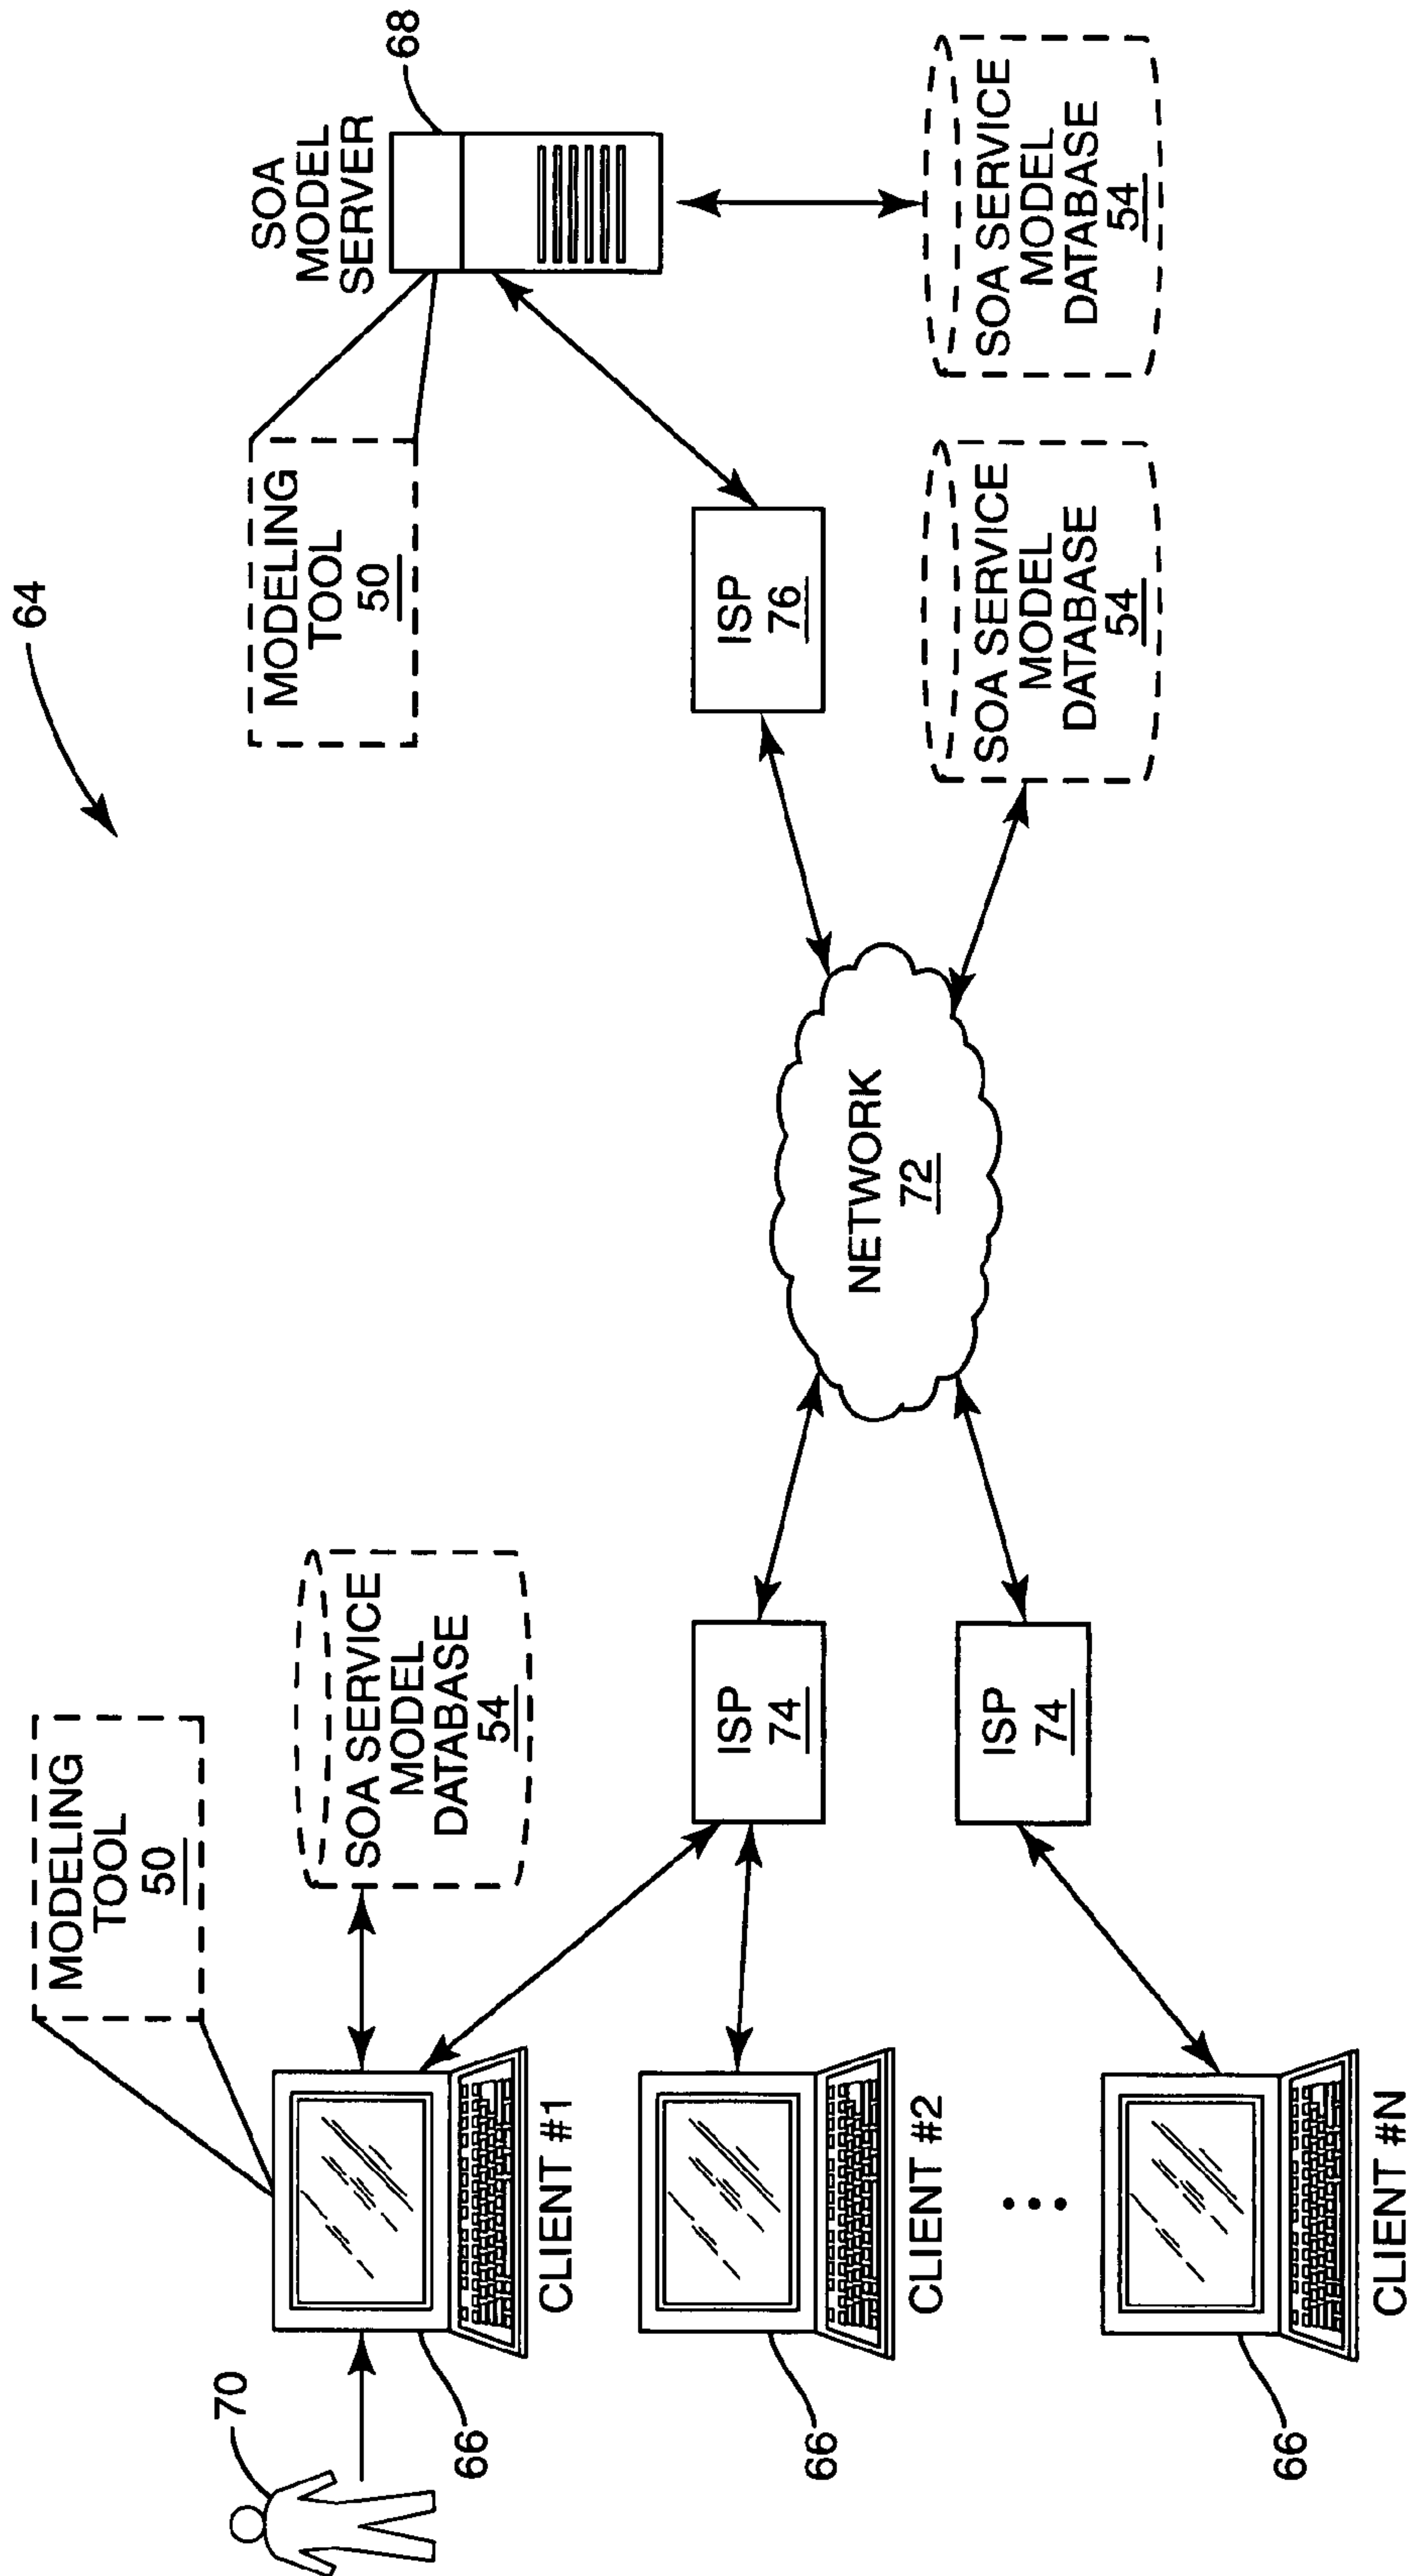 64
MODELING
TOOL
50
SOA SERVICE
MODEL
DATABASE
54
70
66
CLIENT #1
66
CLIENT #2
66
CLIENT #N
ISP
74
ISP
74
NETWORK
72
ISP
76
SOA SERVICE
MODEL
DATABASE
54
MODELING
TOOL
50
SOA
MODEL
SERVER
68
SOA SERVICE
MODEL
DATABASE
54